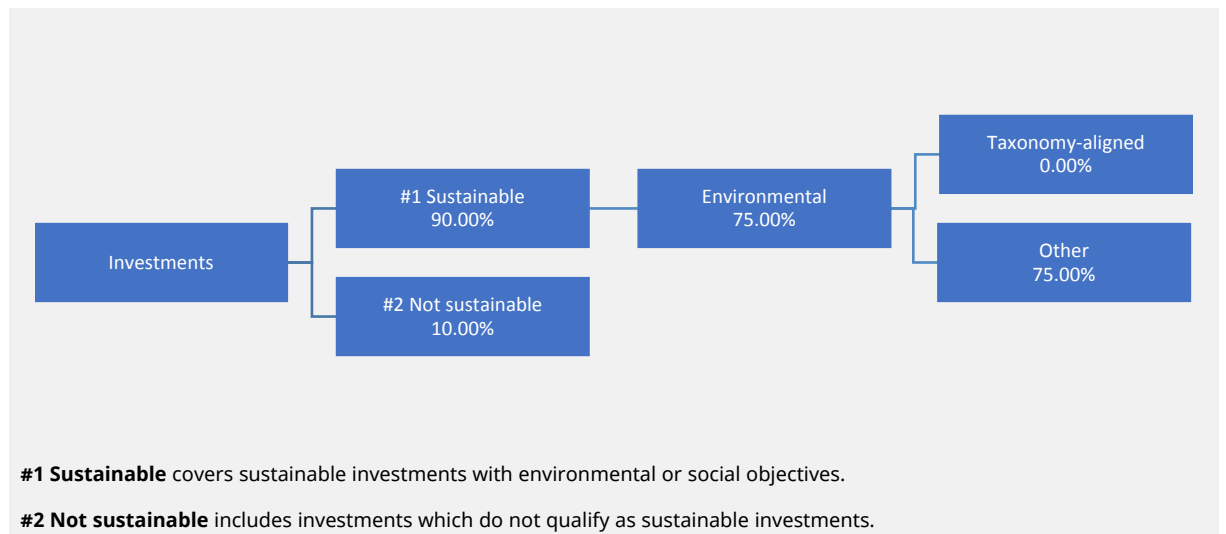 Investments
#1 Sustainable
90.00%
#2 Not sustainable
10.00%
Environmental
75.00%
Taxonomy-aligned
0.00%
Other
75.00%
#1 Sustainable covers sustainable investments with environmental or social objectives.
#2 Not sustainable includes investments which do not qualify as sustainable investments.